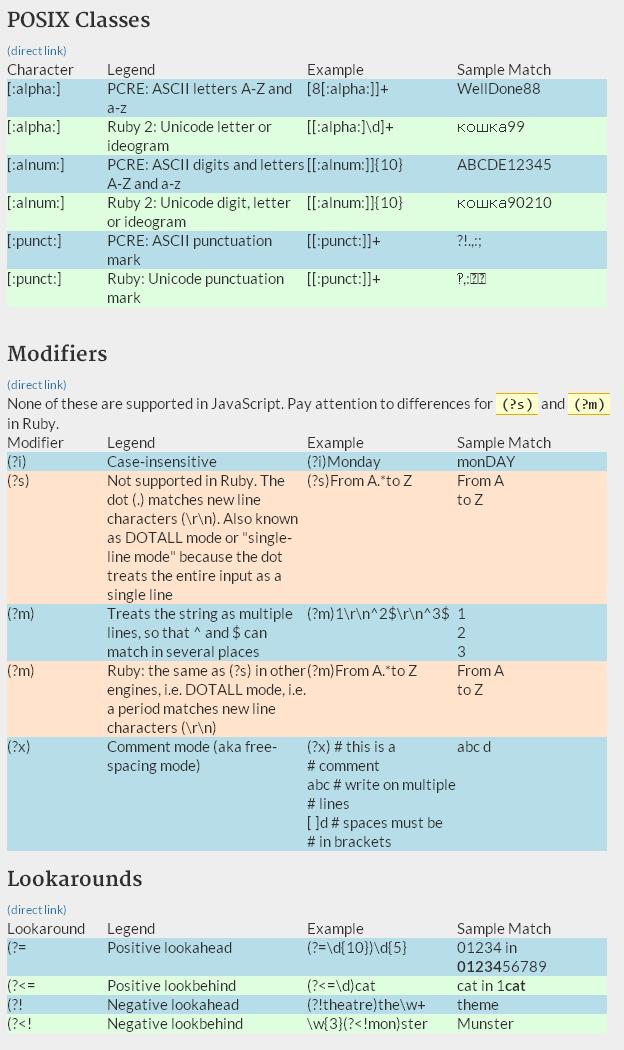 POSIX Classes
(direct link)
Character Legend Example Sample Match
[:alpha:] PCRE: ASCII letters A-Z and [8[:alpha:]]+ WellDone88
a-z
[:alpha:] Ruby 2: Unicode letter or [[:alpha:]\d]+ кошка99
ideogram
[:alnum:] PCRE: ASCII digits and letters [[:alnum:]]{10} ABCDE12345
A-Z and a-z
[:alnum:] Ruby 2: Unicode digit, letter [[:alnum:]]{10} кошка90210
or ideogram
[:punct:] PCRE: ASCII punctuation [[:punct:]]+ ?!.,:;
mark
[:punct:] Ruby: Unicode punctuation [[:punct:]]+ ‽,:
mark
Modifiers
(direct link)
None of these are supported in JavaScript. Pay attention to differences for (?s) and (?m)
in Ruby.
Modifier Legend Example Sample Match
(?i) Case-insensitive (?i)Monday monDAY
(?s) Not supported in Ruby. The (?s)From A.*to Z From A
dot (.) matches new line to Z
characters (\r\n). Also known
as DOTALL mode or "single-
line mode" because the dot
treats the entire input as a
single line
(?m) Treats the string as multiple (?m)1\r\n^2$\r\n^3$ 1
lines, so that ^ and $ can 2
match in several places 3
(?m) Ruby: the same as (?s) in other (?m)From A.*to Z From A
engines, i.e. DOTALL mode, i.e. to Z
a period matches new line
characters (\r\n)
(?x) Comment mode (aka free- (?x) # this is a abc d
spacing mode) # comment
abc # write on multiple
# lines
[ ]d # spaces must be
# in brackets
Lookarounds
(direct link)
Lookaround Legend Example Sample Match
(?= Positive lookahead (?=\d{10})\d{5} 01234 in
0123456789
(?<= Positive lookbehind (?<=\d)cat cat in 1cat
(?! Negative lookahead (?!theatre)the\w+ theme
(?<! Negative lookbehind \w{3}(?<!mon)ster Munster